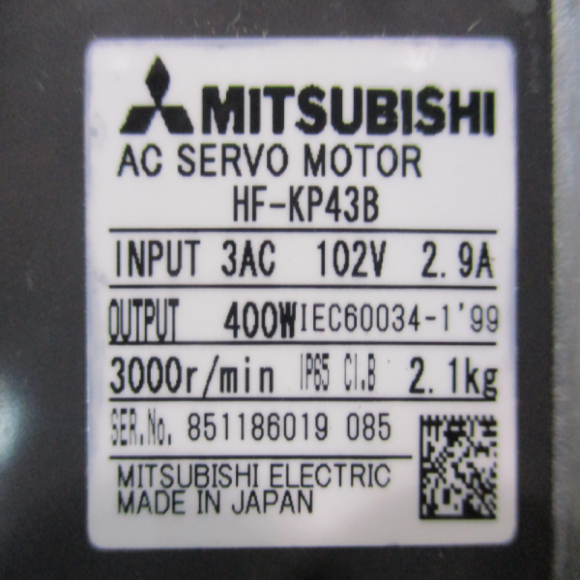 MITSUBISHI
AC SERVO MOTOR
HF-KP43B
INPUT 3AC 102V 2.9A
OUTPUT 400W IEC60034-1'99
3000r/min IP65 CI.B 2.1kg
SER.No. 851186019 085
MITSUBISHI ELECTRIC
MADE IN JAPAN